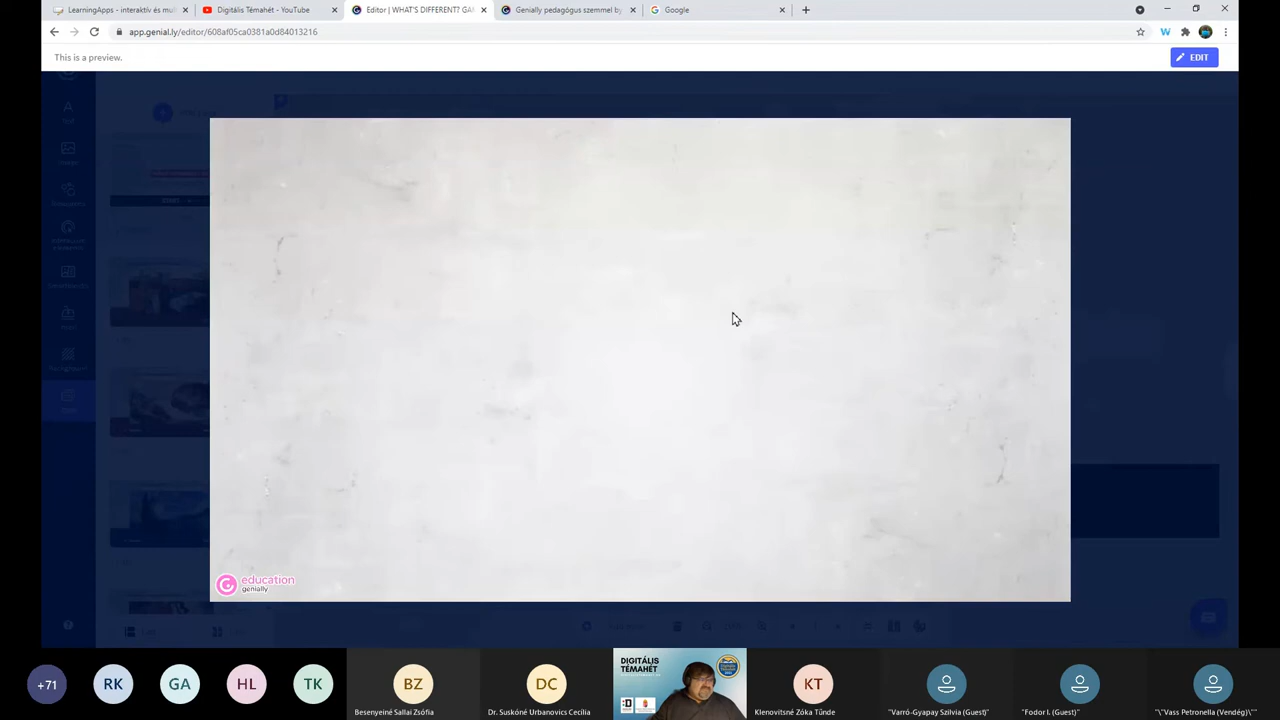 LearningApps - interaktív és mul
Digitális Témahét - YouTube
Editor | WHAT'S DIFFERENT? GAM
Genially pedagógus szemmel by
Google
app.genial.ly/editor/608af05ca0381a0d84013216
This is a preview.
EDIT
education
genially
+71
RK
GA
HL
TK
BZ
Besenyeiné Sallai Zsófia
DC
Dr. Suskóné Urbanovics Cecília
DIGITÁLIS
TÉMAHÉT
KT
Klenovitsné Zóka Tünde
"Varró-Gyapay Szilvia (Guest)"
"Fodor I. (Guest)"
"\"Vass Petronella (Vendég)\""